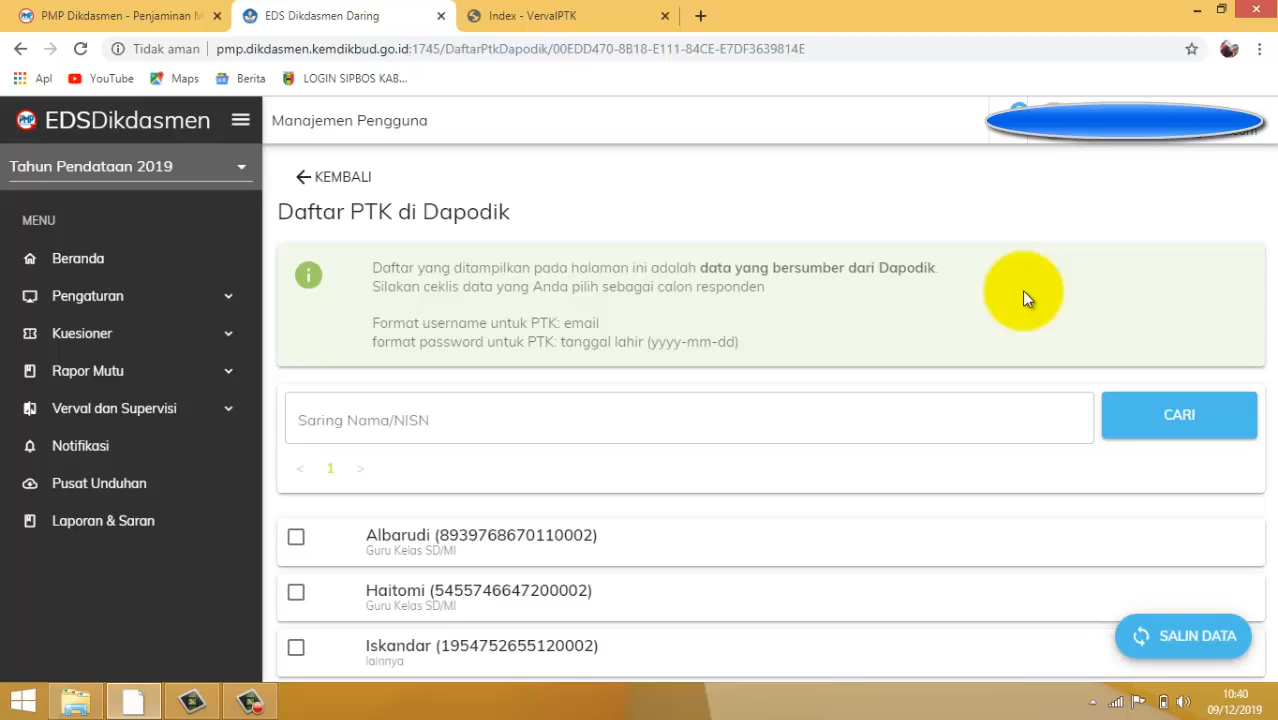 PMP Dikdasmen - Penjaminan M
EDS Dikdasmen Daring
Index - VervalPTK
Tidak aman
pmp.dikdasmen.kemdikbud.go.id:1745/DaftarPtkDapodik/00EDD470-8B18-E111-84CE-E7DF3639814E
Apl
YouTube
Maps
Berita
LOGIN SIPBOS KAB...
EDSDikdasmen
Manajemen Pengguna
Tahun Pendataan 2019
MENU
Beranda
Pengaturan
Kuesioner
Rapor Mutu
Verval dan Supervisi
Notifikasi
Pusat Unduhan
Laporan & Saran
KEMBALI
Daftar PTK di Dapodik
Daftar yang ditampilkan pada halaman ini adalah data yang bersumber dari Dapodik.
Silakan ceklis data yang Anda pilih sebagai calon responden
Format username untuk PTK: email
format password untuk PTK: tanggal lahir (yyyy-mm-dd)
Saring Nama/NISN
CARI
< 1 >
Albarudi (8939768670110002)
Guru Kelas SD/MI
Haitomi (5455746647200002)
Guru Kelas SD/MI
Iskandar (1954752655120002)
lainnya
SALIN DATA
10:40
09/12/2019